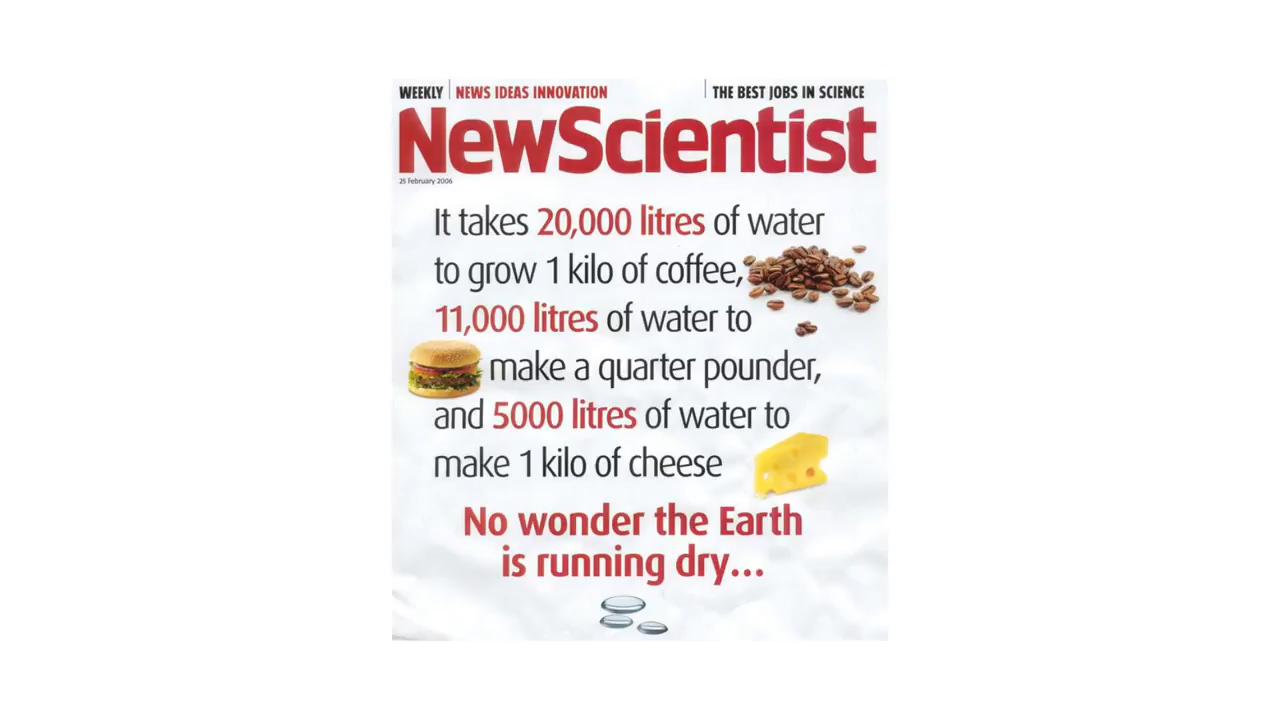 WEEKLY NEWS IDEAS INNOVATION THE BEST JOBS IN SCIENCE
NewScientist
25 February 2006
It takes 20,000 litres of water
to grow 1 kilo of coffee,
11,000 litres of water to
make a quarter pounder,
and 5000 litres of water to
make 1 kilo of cheese
No wonder the Earth
is running dry...